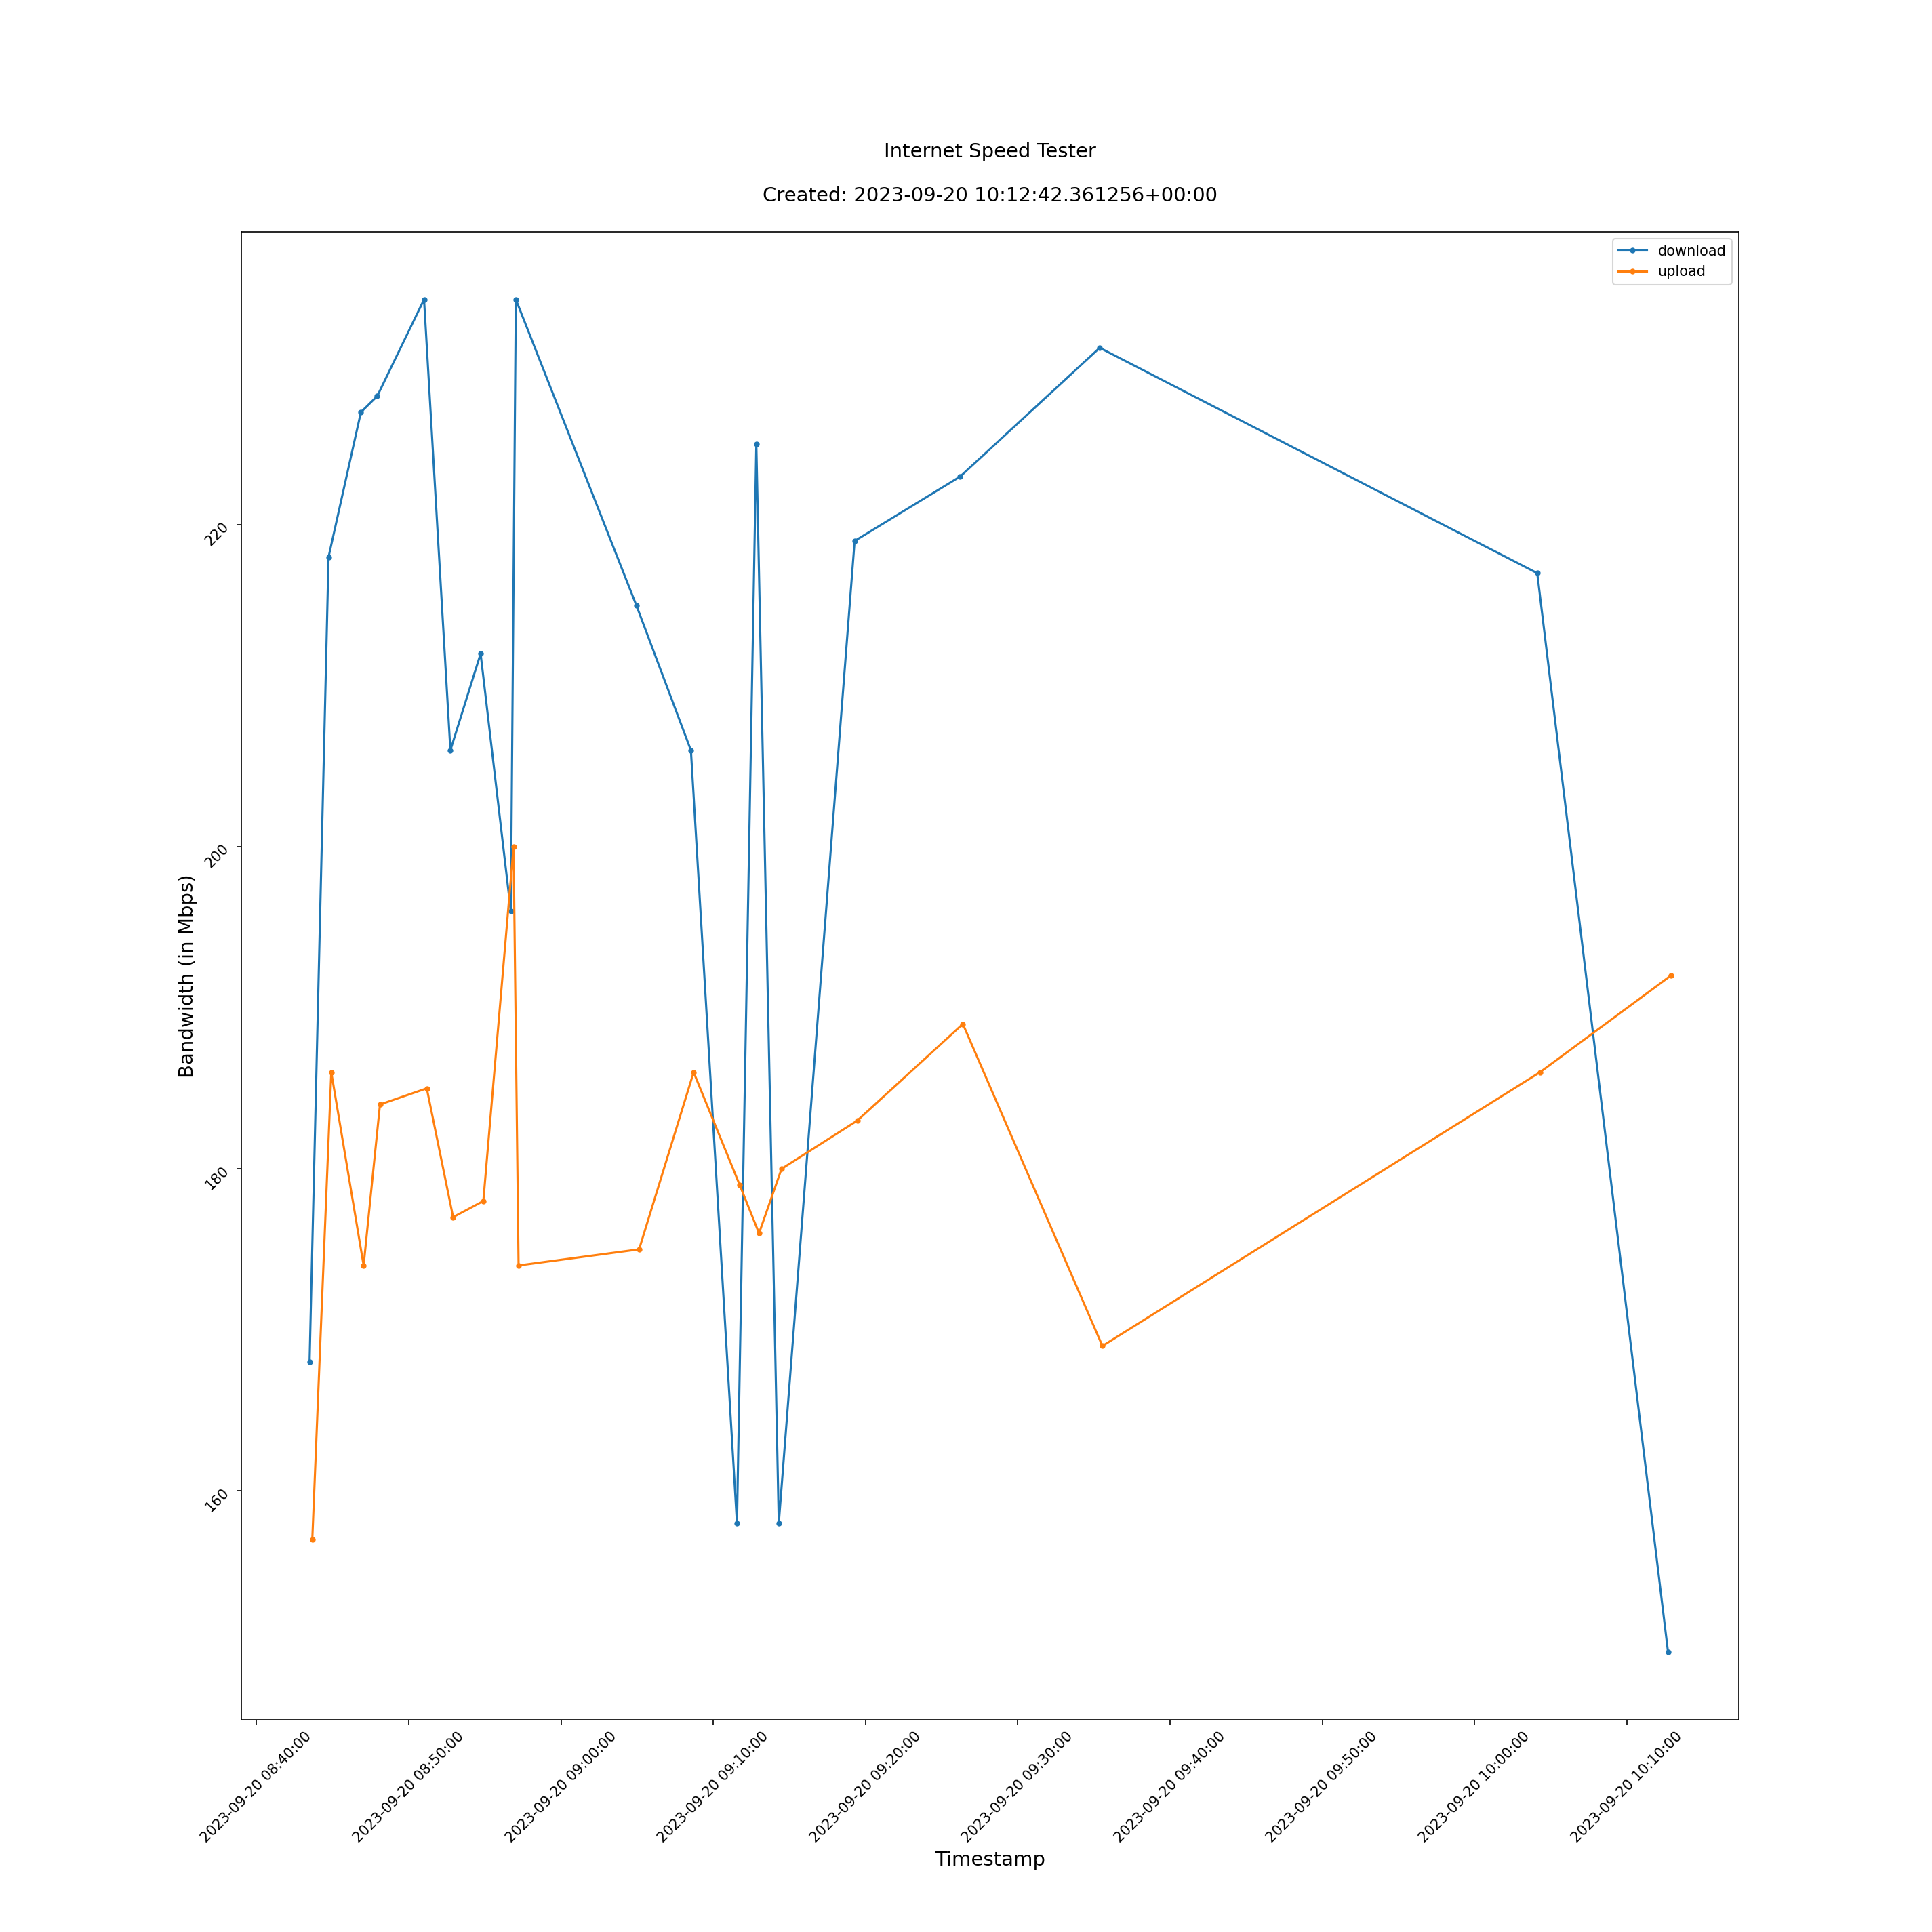 Internet Speed Tester
Created: 2023-09-20 10:12:42.361256+00:00
download
upload
220
200
180
160
Bandwidth (in Mbps)
2023-09-20 08:40:00
2023-09-20 08:50:00
2023-09-20 09:00:00
2023-09-20 09:10:00
2023-09-20 09:20:00
2023-09-20 09:30:00
2023-09-20 09:40:00
2023-09-20 09:50:00
2023-09-20 10:00:00
2023-09-20 10:10:00
Timestamp